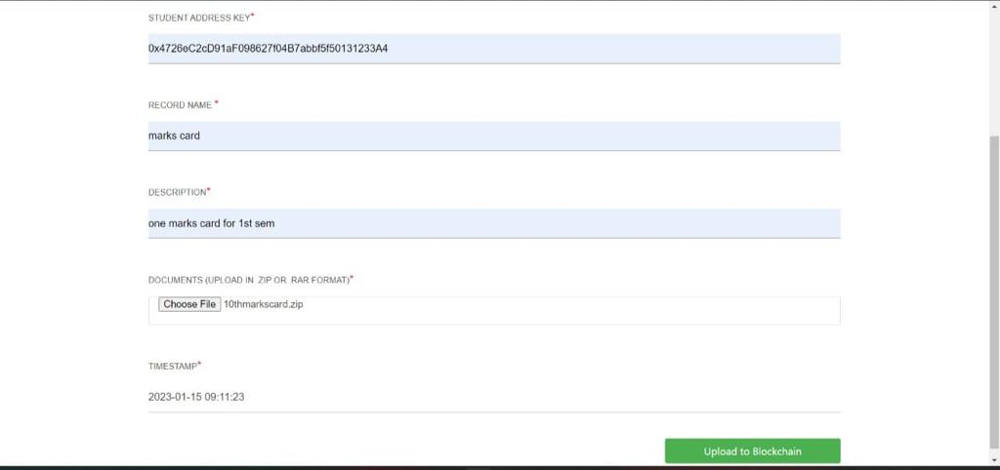 STUDENT ADDRESS KEY*
0x4726eC2cD91aF098627f04B7abbf5f50131233A4
RECORD NAME *
marks card
DESCRIPTION*
one marks card for 1st sem
DOCUMENTS (UPLOAD IN .ZIP OR .RAR FORMAT)*
Choose File 10thmarkscard.zip
TIMESTAMP*
2023-01-15 09:11:23
Upload to Blockchain